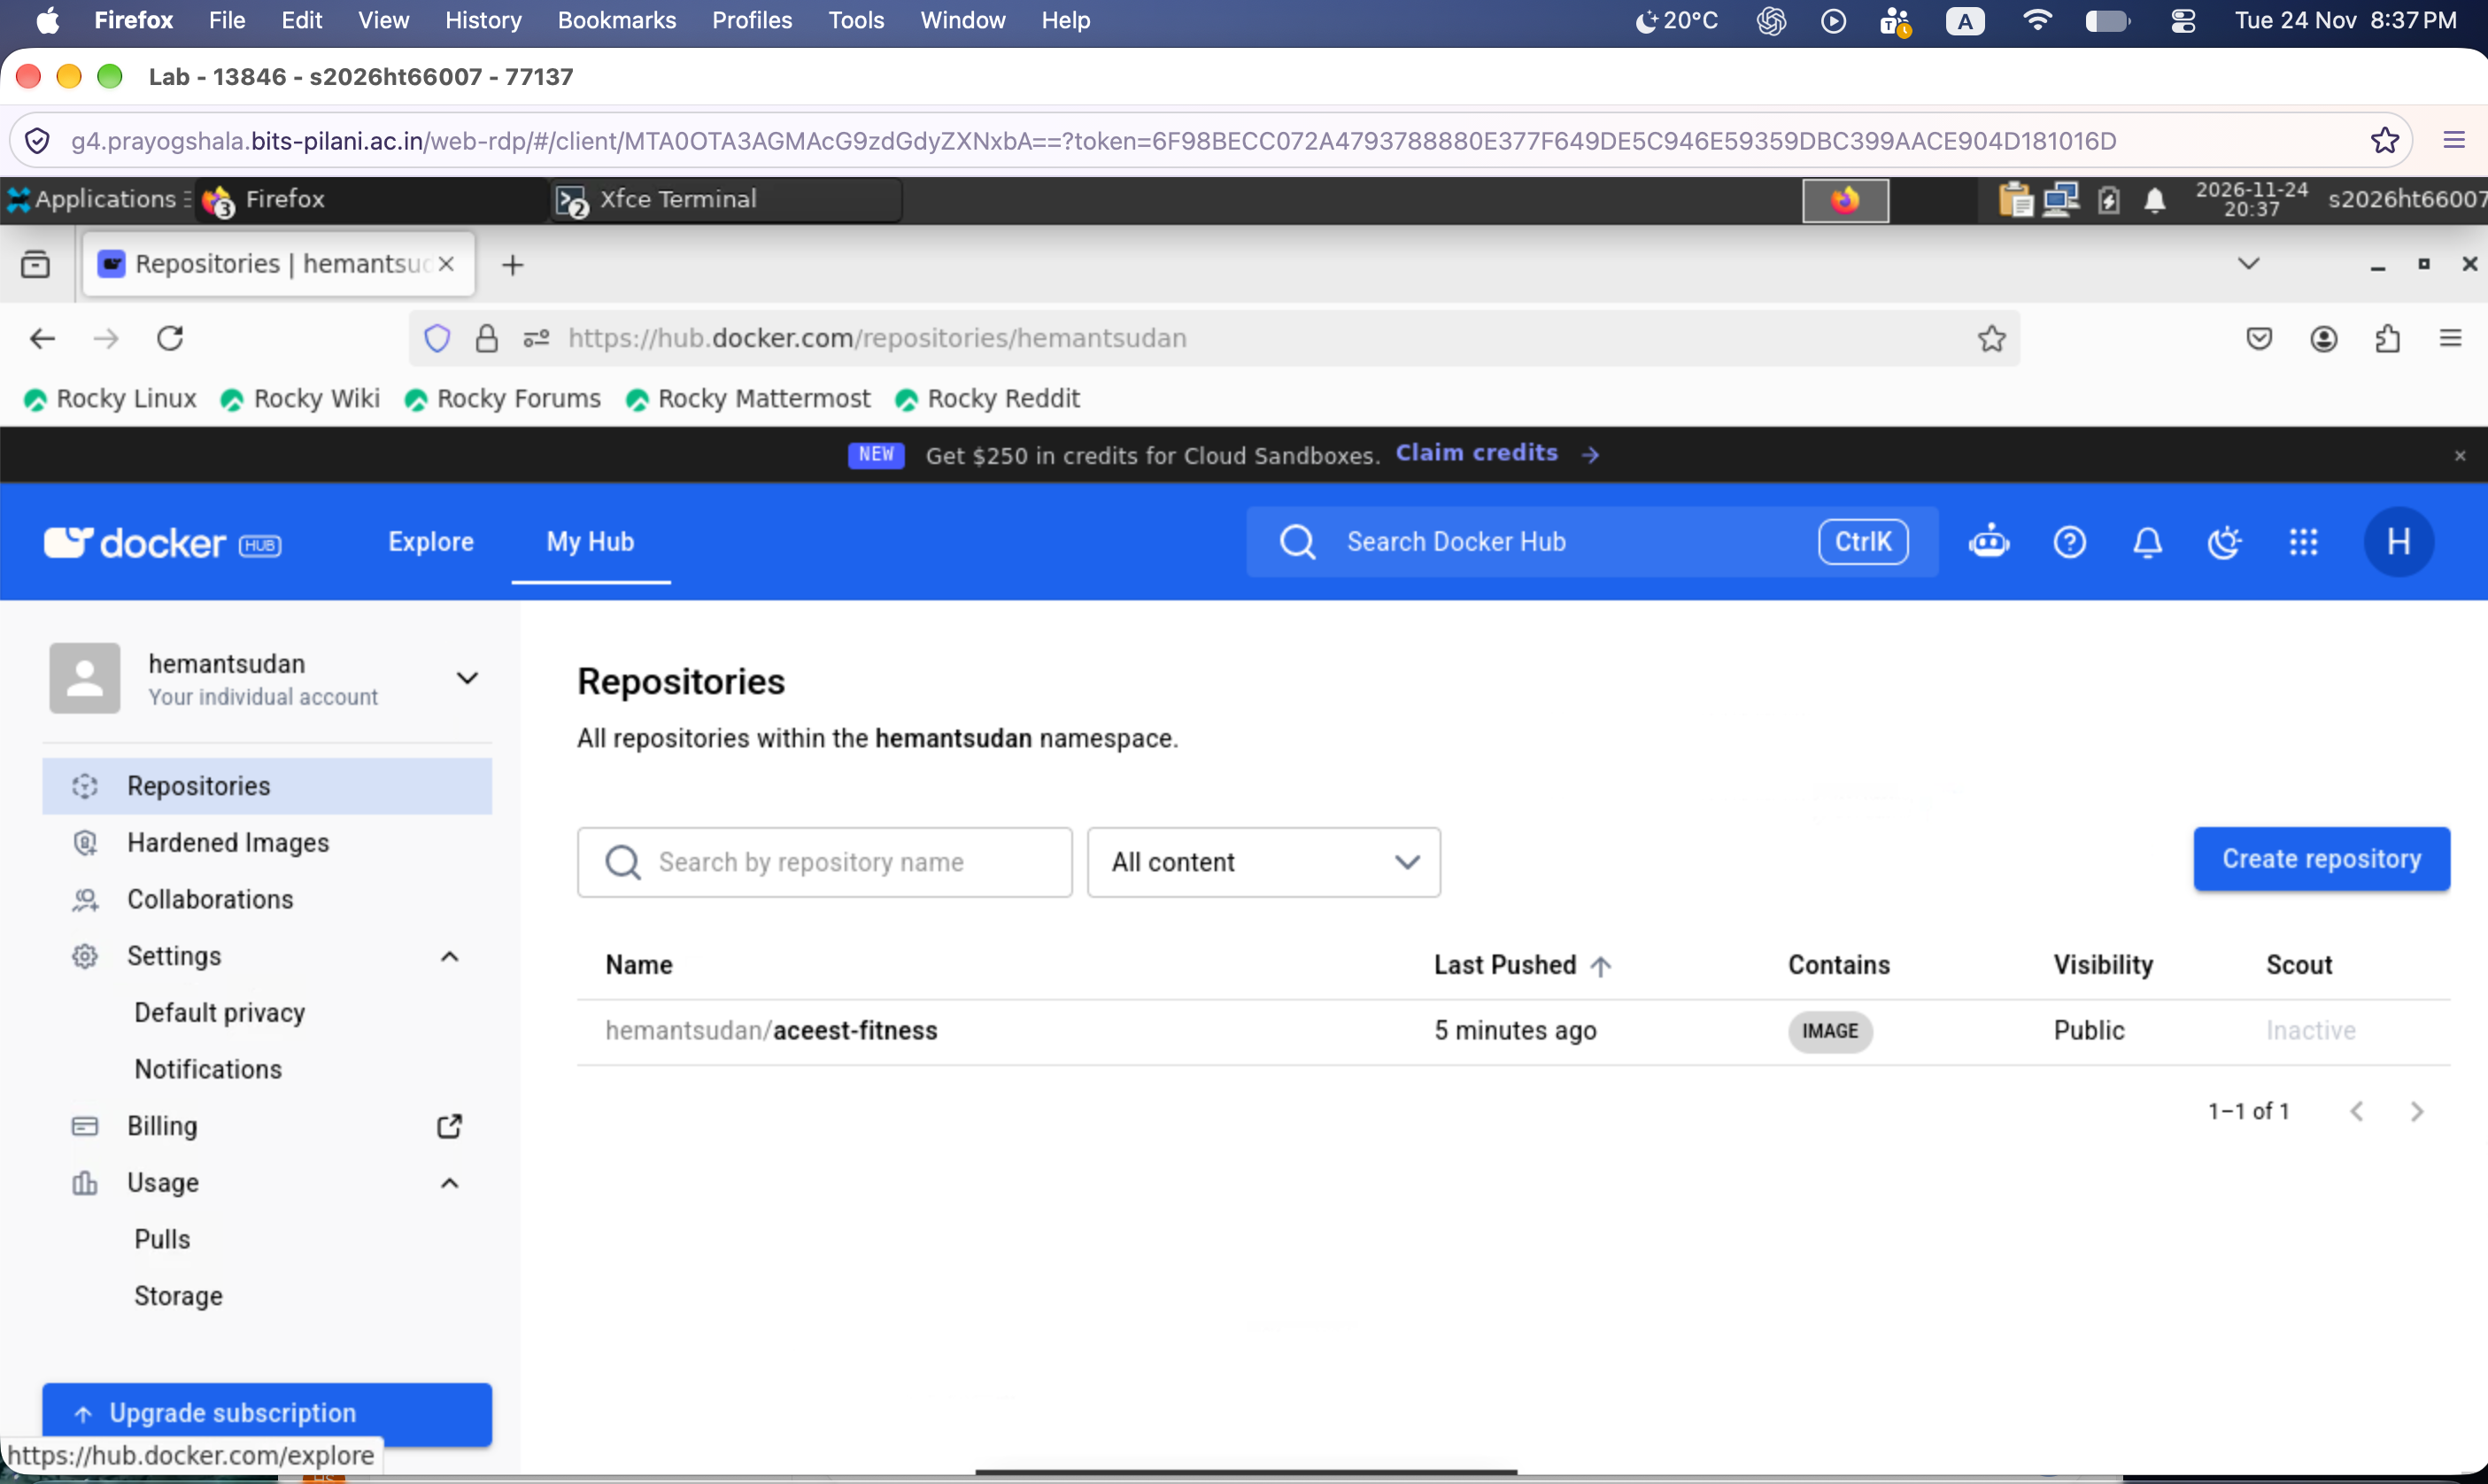 Firefox File Edit View History Bookmarks Profiles Tools Window Help 20°C A Tue 24 Nov 8:37 PM
Lab - 13846 - s2026ht66007 - 77137
g4.prayogshala.bits-pilani.ac.in/web-rdp/#/client/MTA0OTA3AGMAcG9zdGdyZXNxbA==?token=6F98BECC072A4793788880E377F649DE5C946E59359DBC399AACE904D181016D
Applications 3 Firefox 2 Xfce Terminal 2026-11-24 20:37 s2026ht66007
Repositories | hemantsud
https://hub.docker.com/repositories/hemantsudan
Rocky Linux Rocky Wiki Rocky Forums Rocky Mattermost Rocky Reddit
NEW Get $250 in credits for Cloud Sandboxes. Claim credits →
docker HUB Explore My Hub Search Docker Hub CtrlK H
hemantsudan
Your individual account
Repositories
Hardened Images
Collaborations
Settings
Default privacy
Notifications
Billing
Usage
Pulls
Storage
Upgrade subscription
https://hub.docker.com/explore
Repositories
All repositories within the hemantsudan namespace.
Search by repository name All content Create repository
Name Last Pushed Contains Visibility Scout
hemantsudan/aceest-fitness 5 minutes ago IMAGE Public Inactive
1–1 of 1